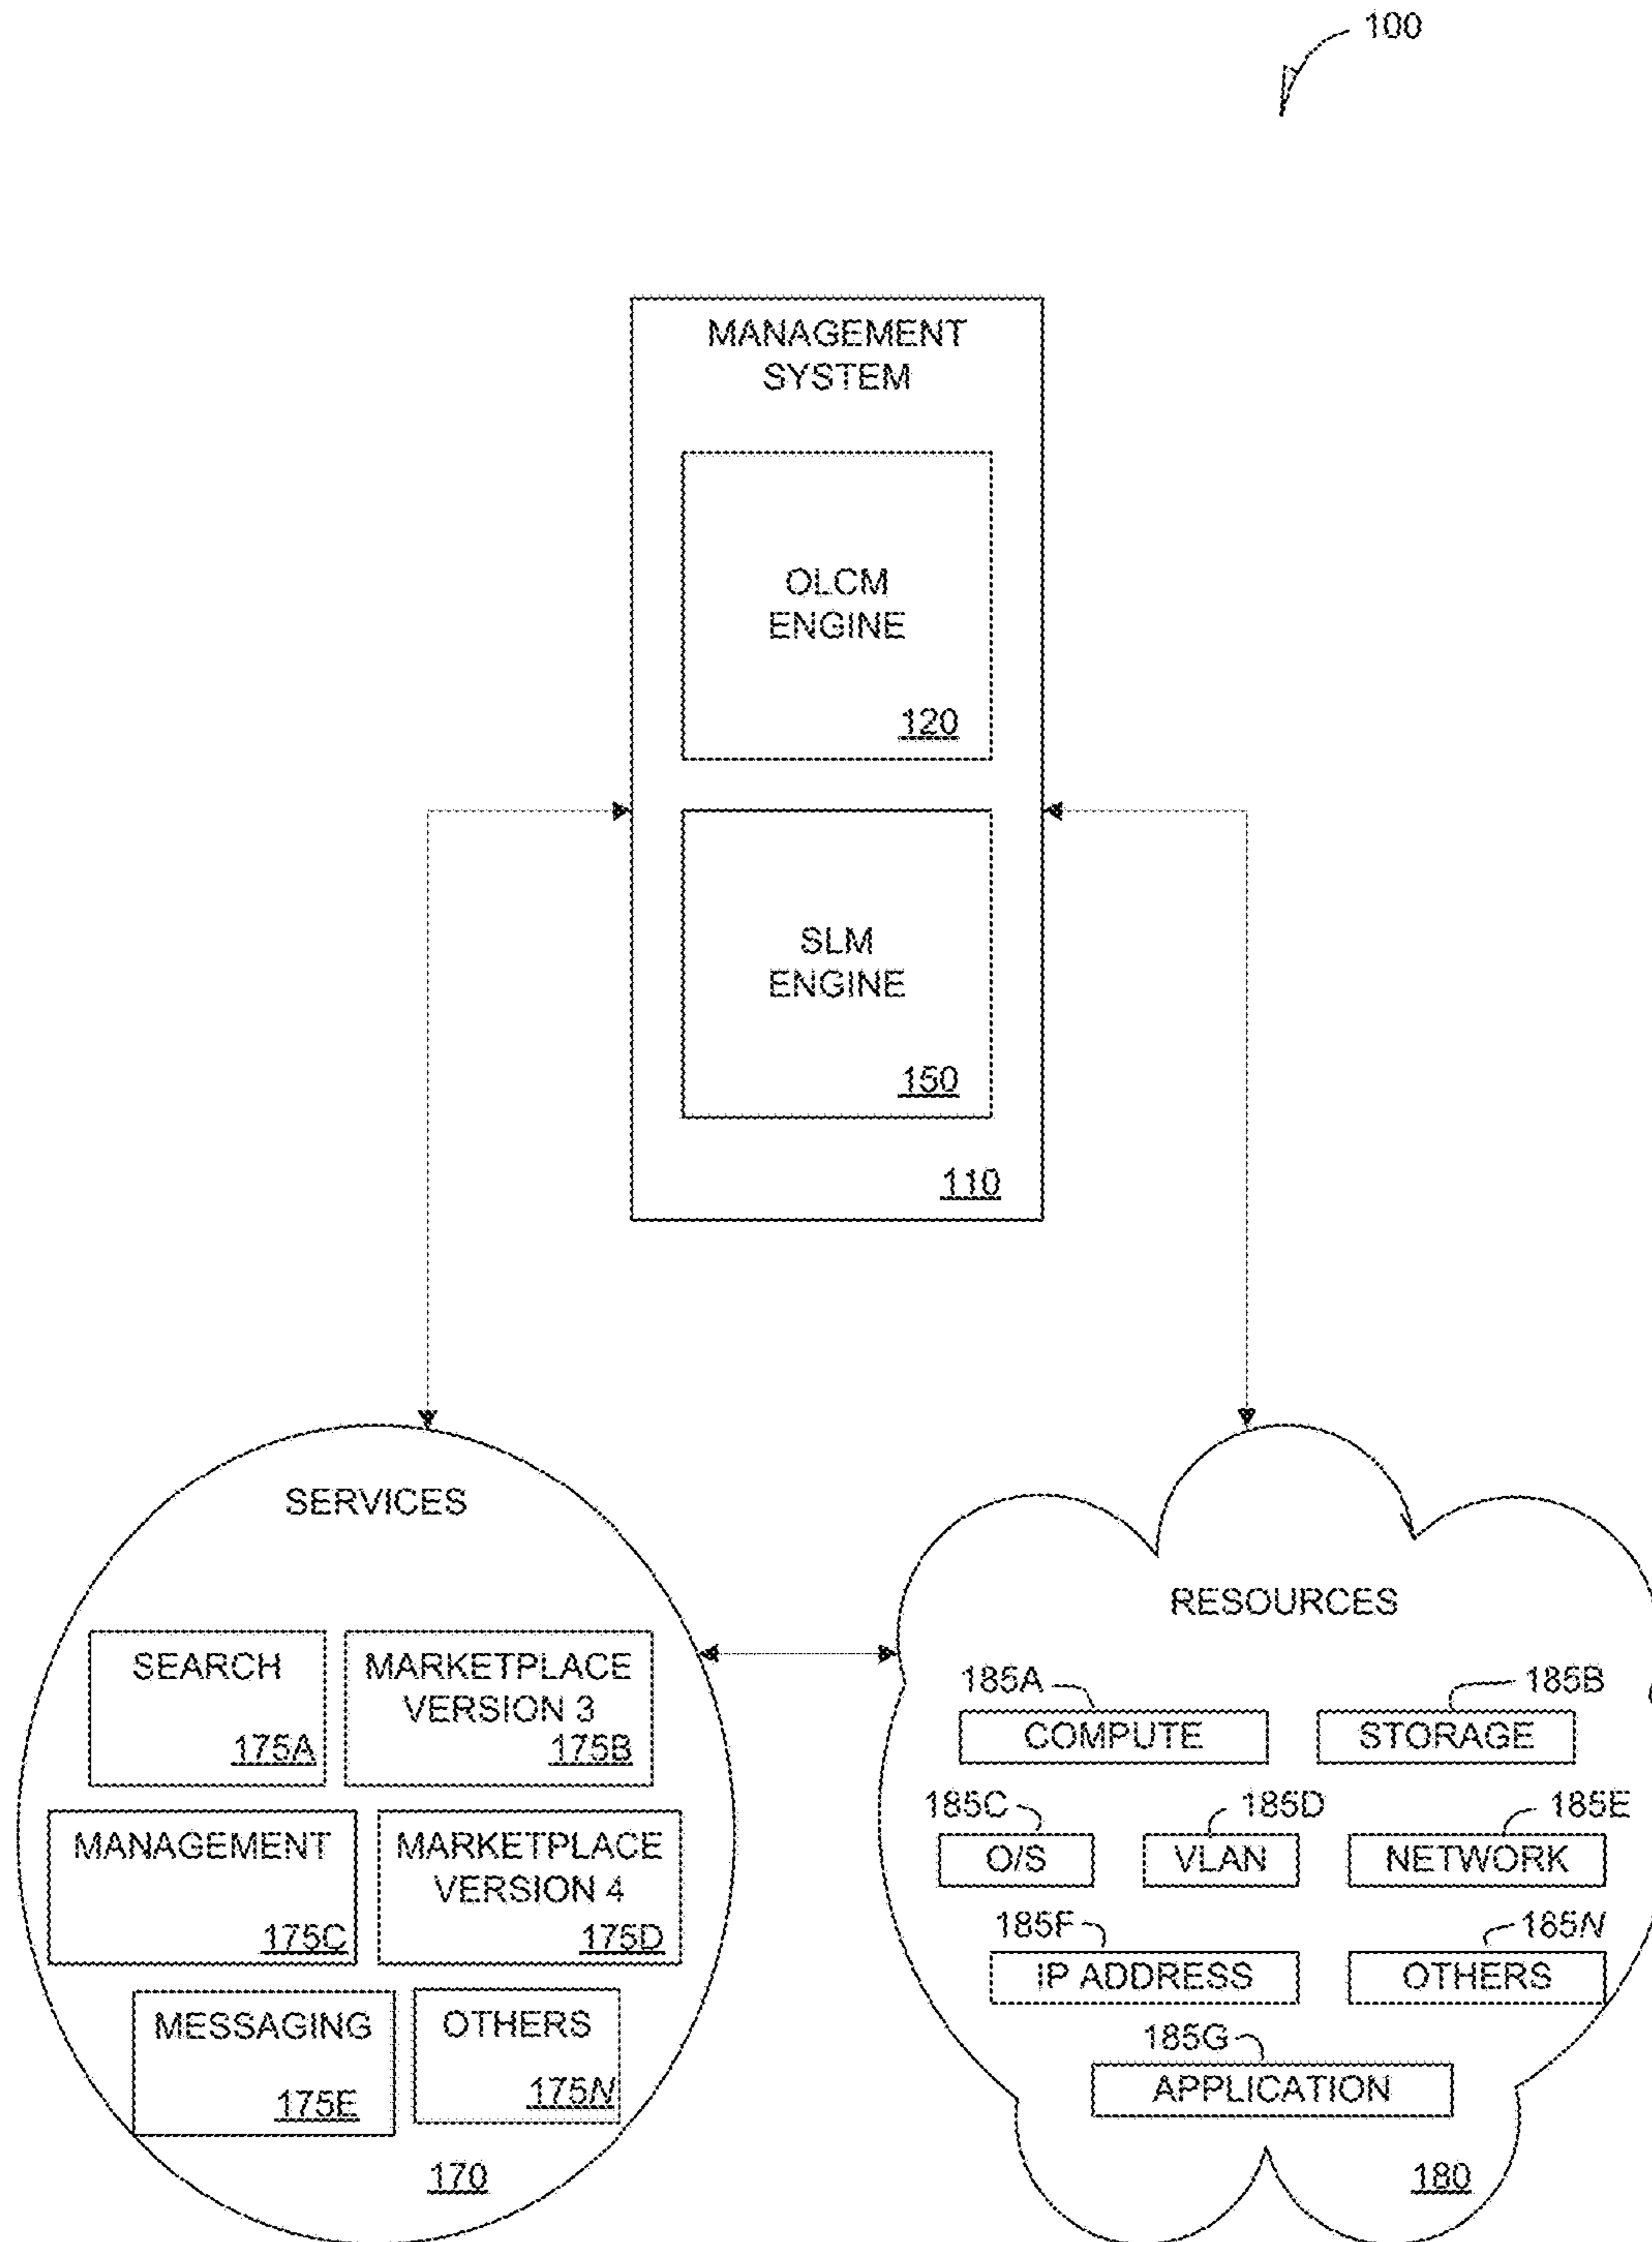 100
MANAGEMENT
SYSTEM
OLCM
ENGINE
120
SLM
ENGINE
150
110
SERVICES
SEARCH
175A
MARKETPLACE
VERSION 3
175B
MANAGEMENT
175C
MARKETPLACE
VERSION 4
175D
MESSAGING
175E
OTHERS
175N
170
RESOURCES
185A
COMPUTE
185B
STORAGE
185C
O/S
185D
VLAN
185E
NETWORK
185F
IP ADDRESS
185N
OTHERS
185G
APPLICATION
180